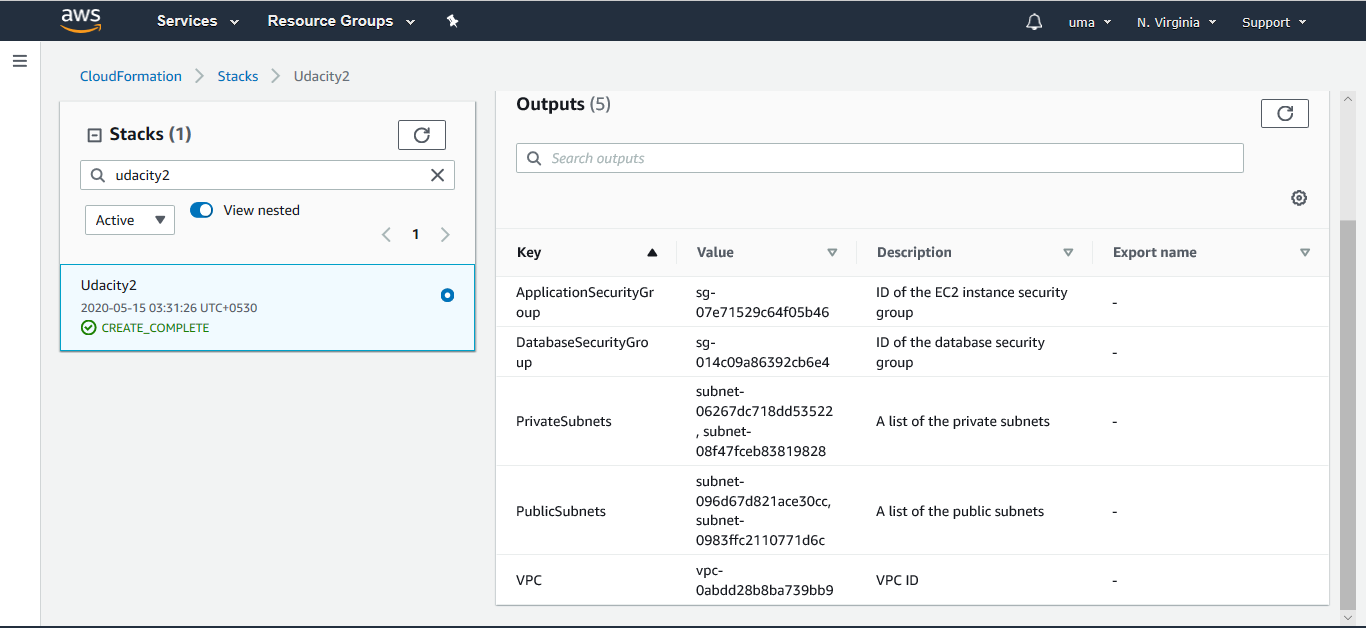 aws
Services
Resource Groups
uma
N. Virginia
Support
CloudFormation
Stacks
Udacity2
Stacks (1)
udacity2
Active
View nested
1
Udacity2
2020-05-15 03:31:26 UTC+0530
CREATE_COMPLETE
Outputs (5)
Search outputs
Key
Value
Description
Export name
ApplicationSecurityGr
oup
sg-
07e71529c64f05b46
ID of the EC2 instance security
group
-
DatabaseSecurityGro
up
sg-
014c09a86392cb6e4
ID of the database security
group
-
PrivateSubnets
subnet-
06267dc718dd53522
, subnet-
08f47fceb83819828
A list of the private subnets
-
PublicSubnets
subnet-
096d67d821ace30cc,
subnet-
0983ffc2110771d6c
A list of the public subnets
-
VPC
vpc-
0abdd28b8ba739bb9
VPC ID
-